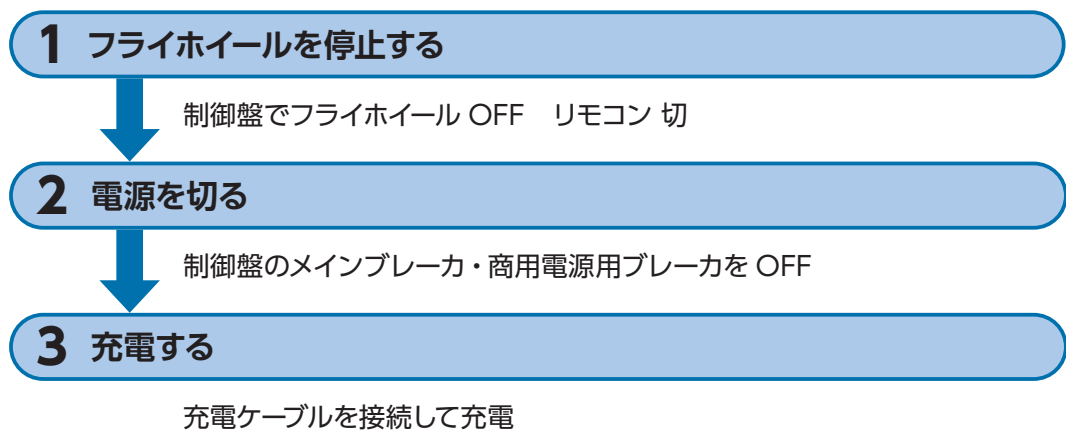 1 フライホイールを停止する
制御盤でフライホイール OFF　リモコン 切
2 電源を切る
制御盤のメインブレーカ・商用電源用ブレーカを OFF
3 充電する
充電ケーブルを接続して充電